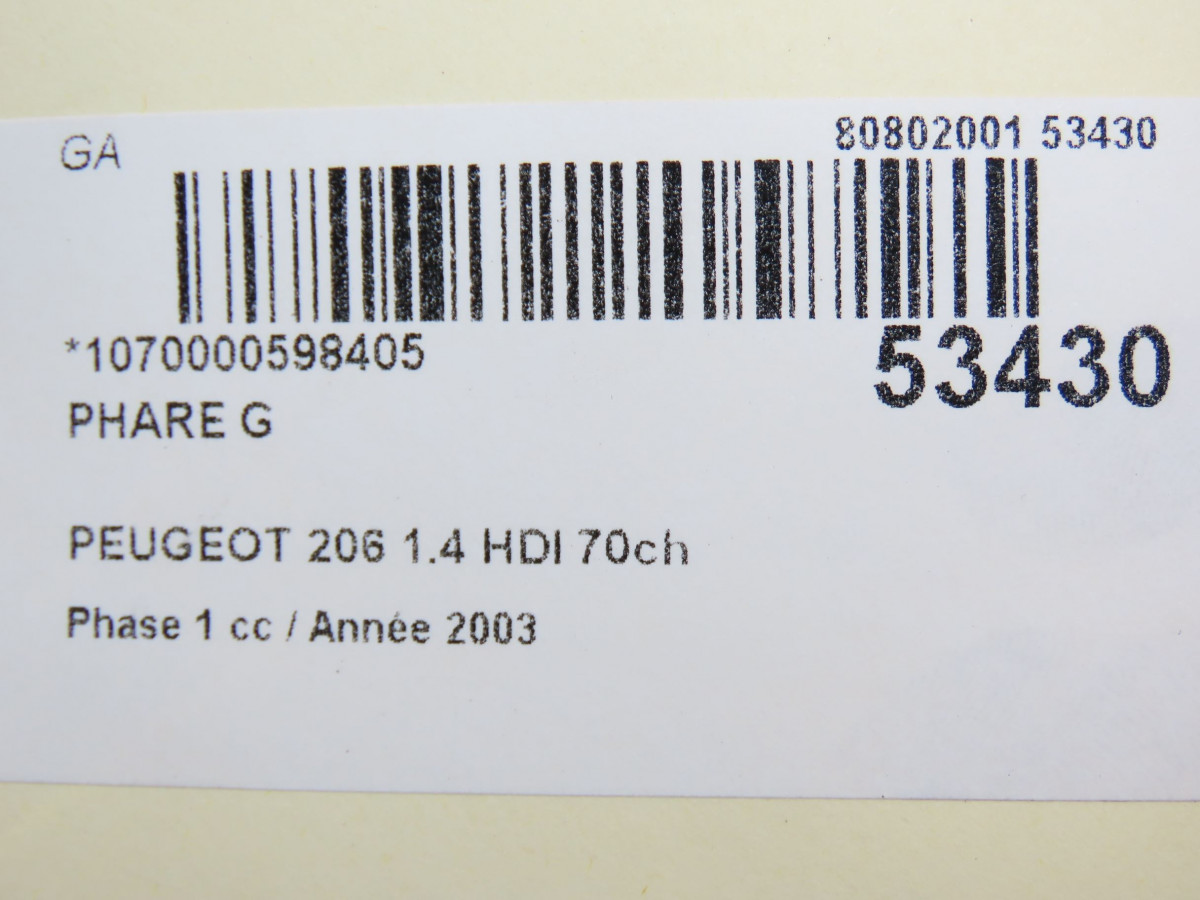 GA
80802001 53430
*1070000598405
53430
PHARE G
PEUGEOT 206 1.4 HDI 70ch
Phase 1 cc / Année 2003